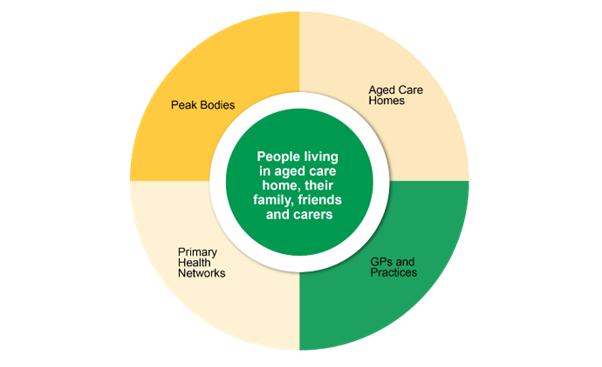 Peak Bodies
Aged Care
Homes
People living
in aged care
home, their
family, friends
and carers
Primary
Health
Networks
GPs and
Practices